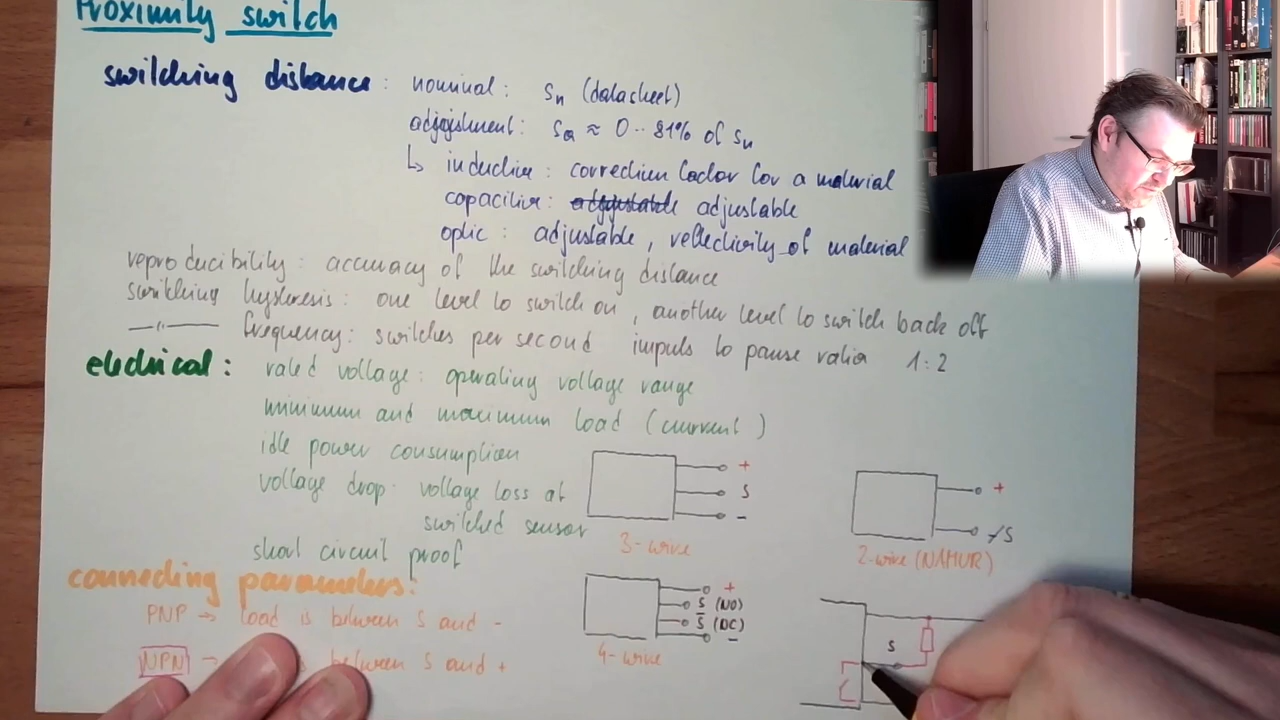 Proximity switch
switching distance: nominal: sn (datasheet)
adjustment: sa ≈ 0..81% of sn
↳ inductive: correction factor for a material
capacitive: adjustable adjustable
optic: adjustable, reflectivity of material
reproducibility: accuracy of the switching distance
switching hysteresis: one level to switch on, another level to switch back off
—"— frequency: switches per second impuls to pause ratio 1:2
electrical: rated voltage: operating voltage range
minimum and maximum load (current)
idle power consumption
voltage drop: voltage loss at
switched sensor
short circuit proof
+
S
-
3-wire
+
-/S
2-wire (NAMUR)
connecting parameters:
PNP → load is between S and -
NPN → between S and +
+
S (NO)
S (DC)
-
4-wire
S